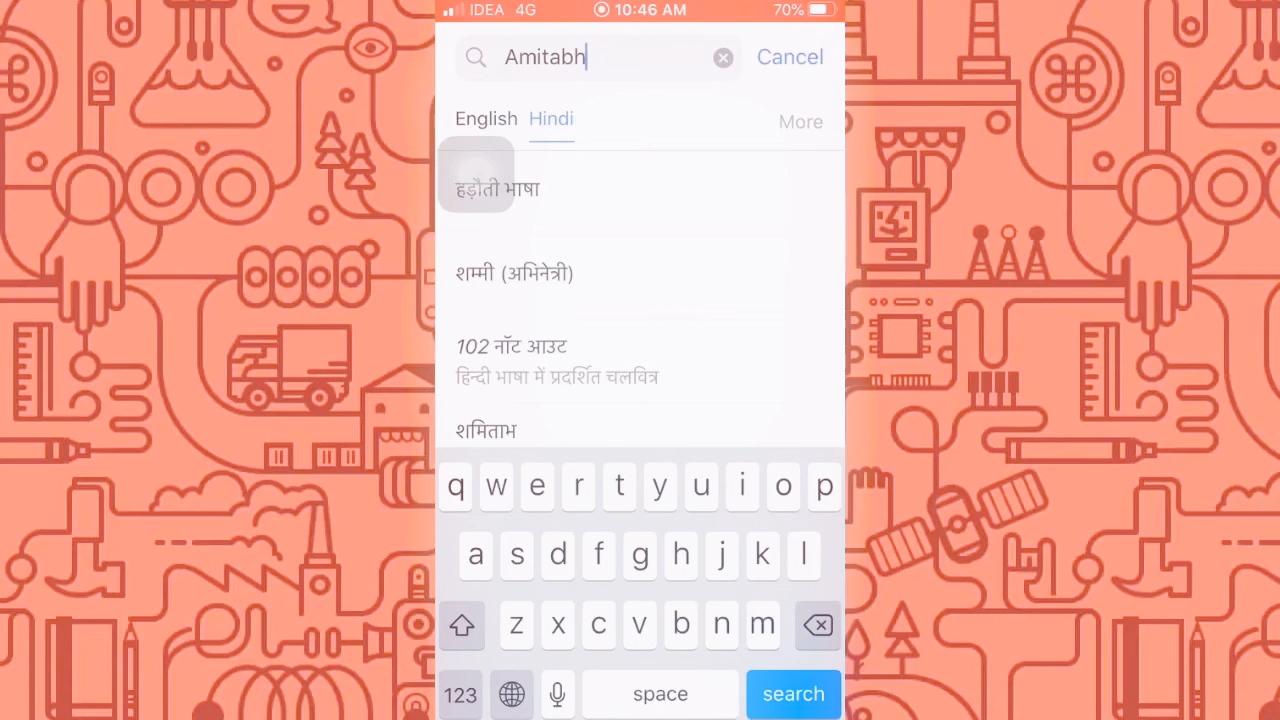 IDEA 4G 10:46 AM 70%
Amitabh Cancel
English Hindi More
हड़ौती भाषा
शम्मी (अभिनेत्री)
102 नॉट आउट
हिन्दी भाषा में प्रदर्शित चलवित्र
शमिताभ
q w e r t y u i o p
a s d f g h j k l
z x c v b n m
123 space search